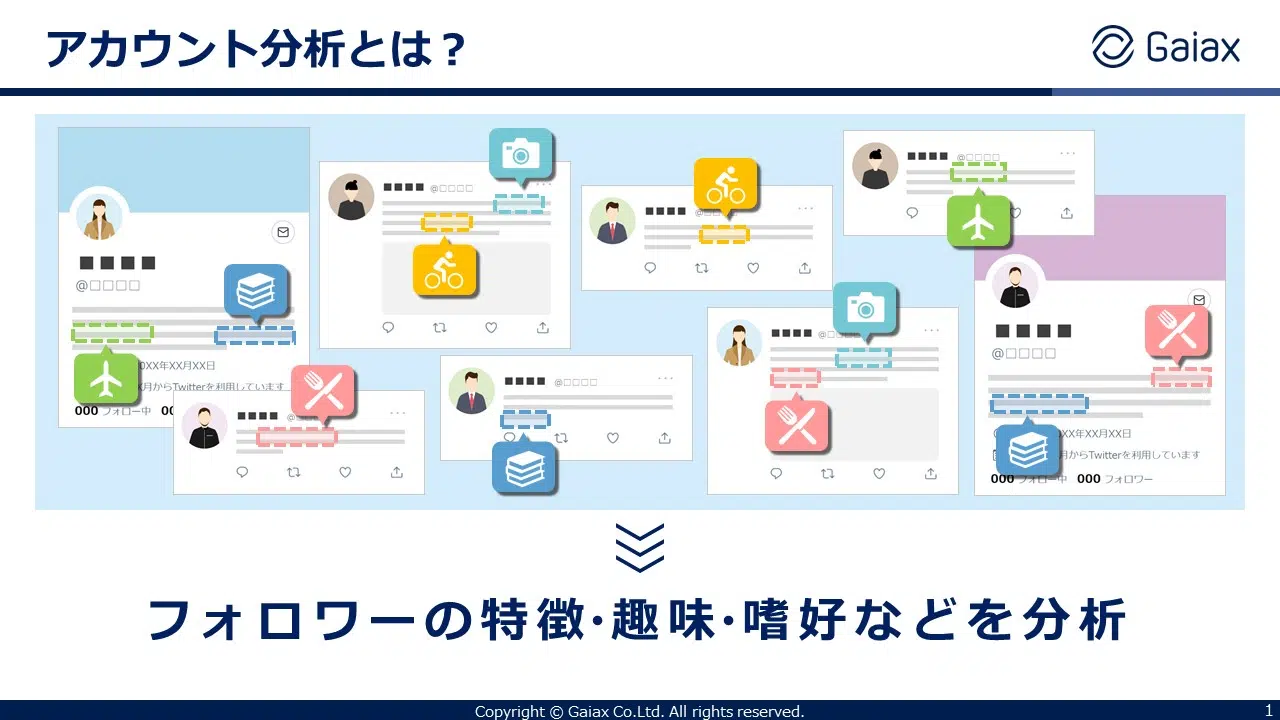 アカウント分析とは？
Gaiax
■■■■
@□□□□
0XX年XX月XX日
月からTwitterを利用しています
000 フォロー中 00
■■■■ @□□□□
■■■■
■■■■ @□□□□
■■■■
■■■■ @□□□□
■■■■
■■■■
@□□□□
XX年XX月XX日
月からTwitterを利用しています
000 フォロー中 000 フォロワー
フォロワーの特徴・趣味・嗜好などを分析
Copyright © Gaiax Co.Ltd. All rights reserved.
1